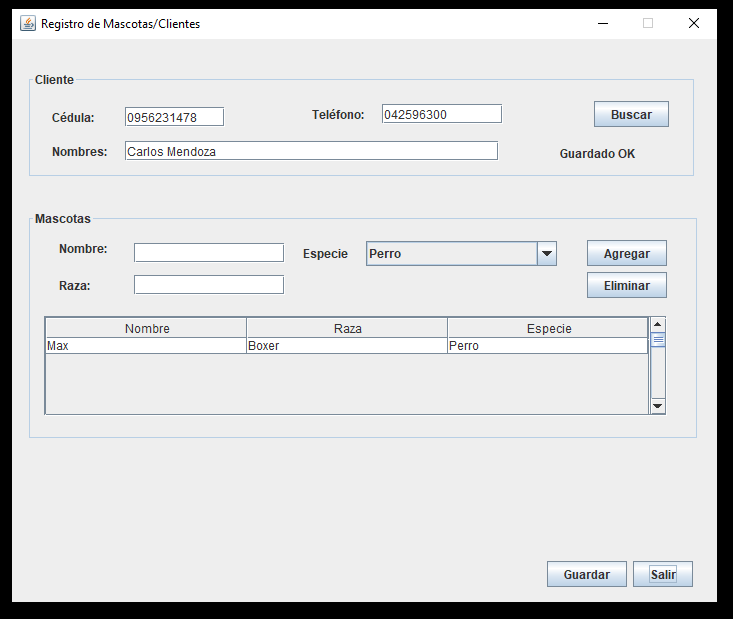 Registro de Mascotas/Clientes
Cliente
Cédula: 0956231478 Teléfono: 042596300 Buscar
Nombres: Carlos Mendoza Guardado OK
Mascotas
Nombre: Especie Perro Agregar
Raza: Eliminar
Nombre Raza Especie
Max Boxer Perro
Guardar Salir